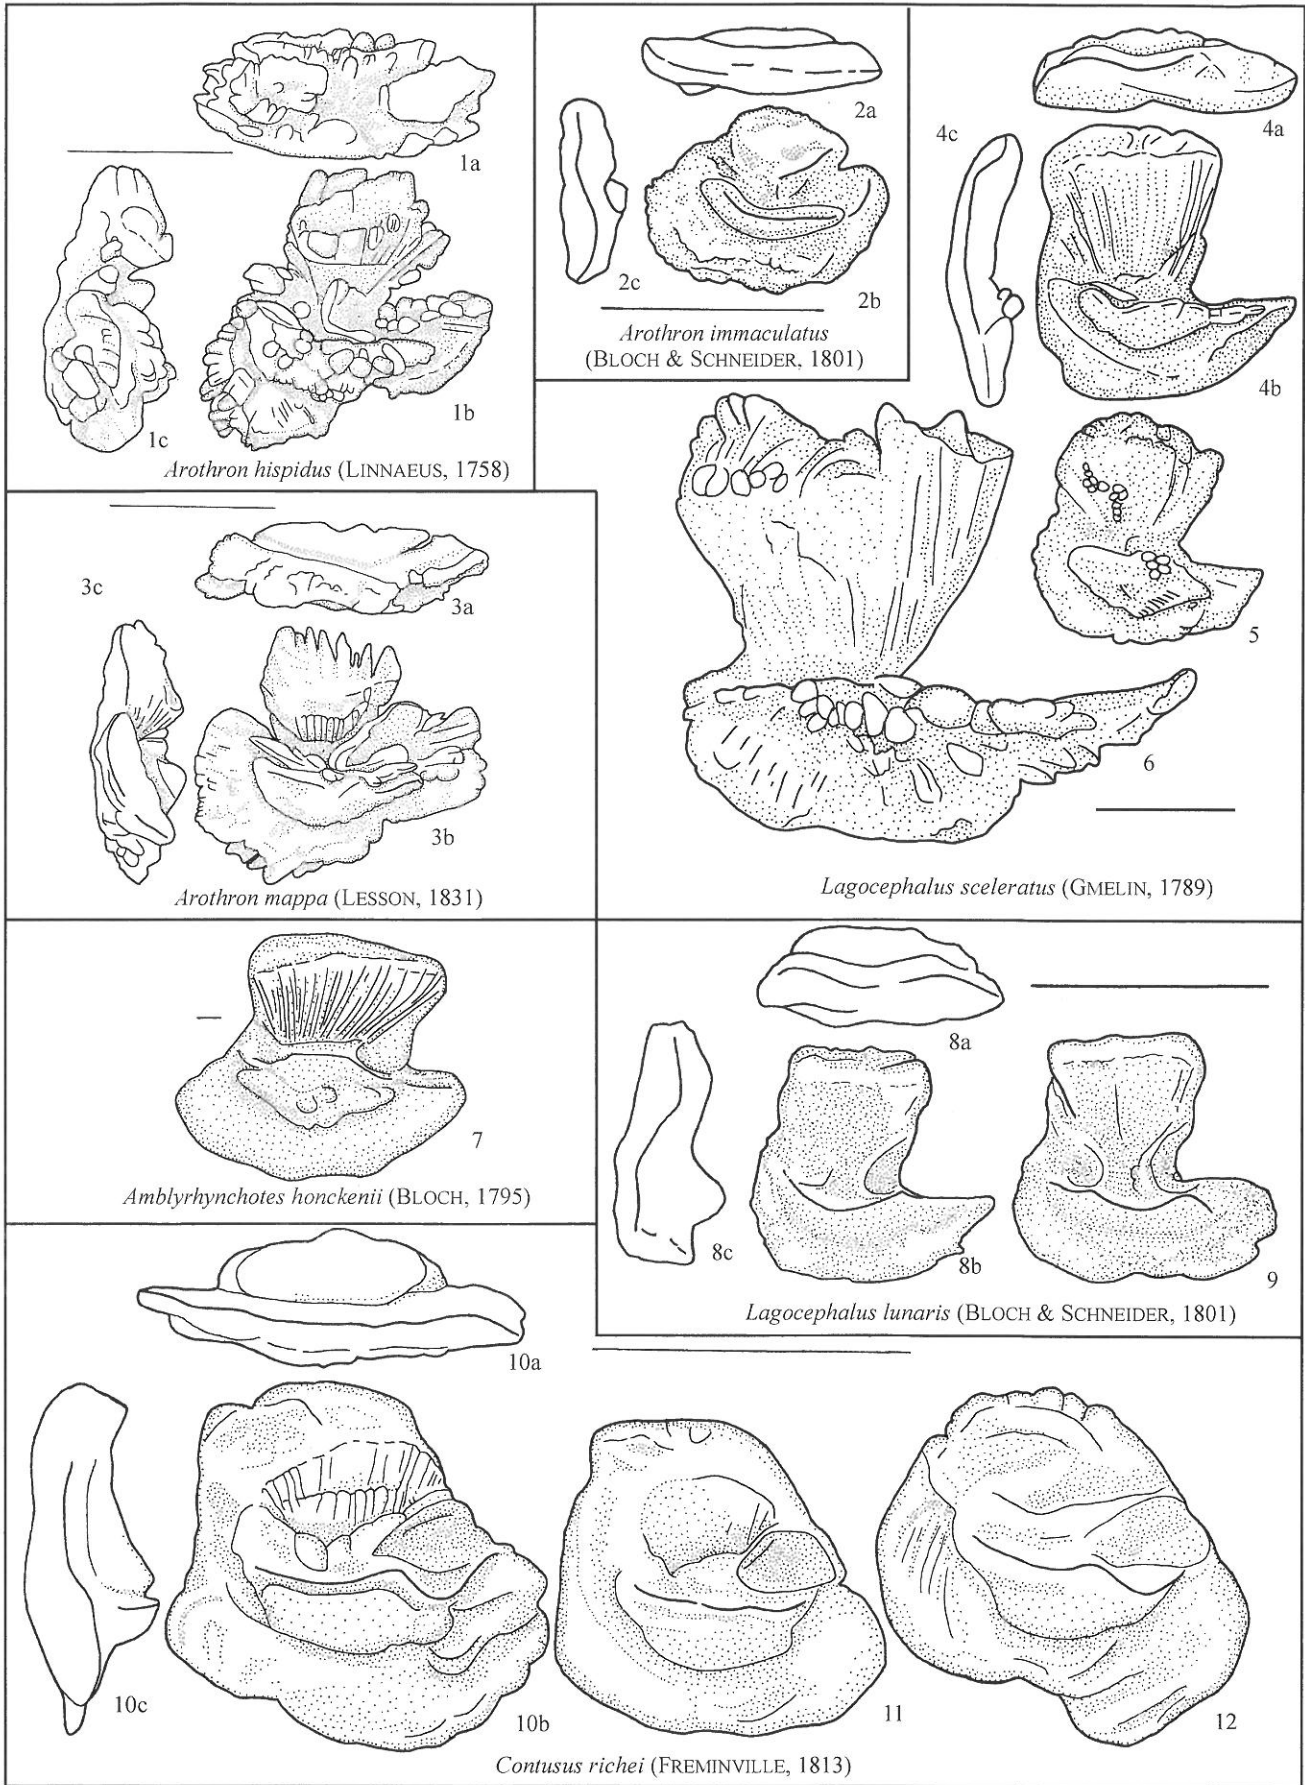 1a
1c
1b
Arothron hispidus (LINNAEUS, 1758)
2a
2c
2b
Arothron immaculatus
(BLOCH & SCHNEIDER, 1801)
4c
4a
4b
5
6
Lagocephalus sceleratus (GMELIN, 1789)
3c
3a
3b
Arothron mappa (LESSON, 1831)
7
Amblyrhynchotes honckenii (BLOCH, 1795)
8a
8c
8b
9
Lagocephalus lunaris (BLOCH & SCHNEIDER, 1801)
10a
10c
10b
11
12
Contusus richei (FREMINVILLE, 1813)